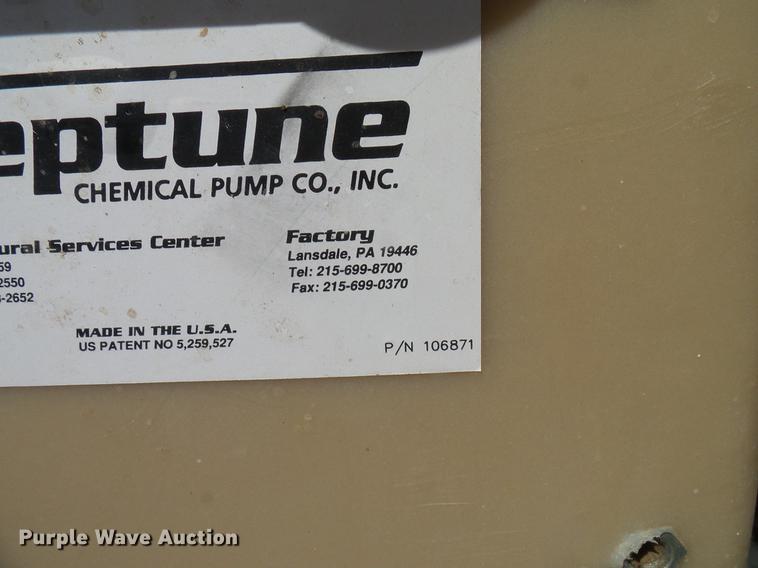 eptune
CHEMICAL PUMP CO., INC.
ural Services Center
59
2550
-2652
Factory
Lansdale, PA 19446
Tel: 215-699-8700
Fax: 215-699-0370
MADE IN THE U.S.A.
US PATENT NO 5,259,527
P/N 106871
Purple Wave Auction